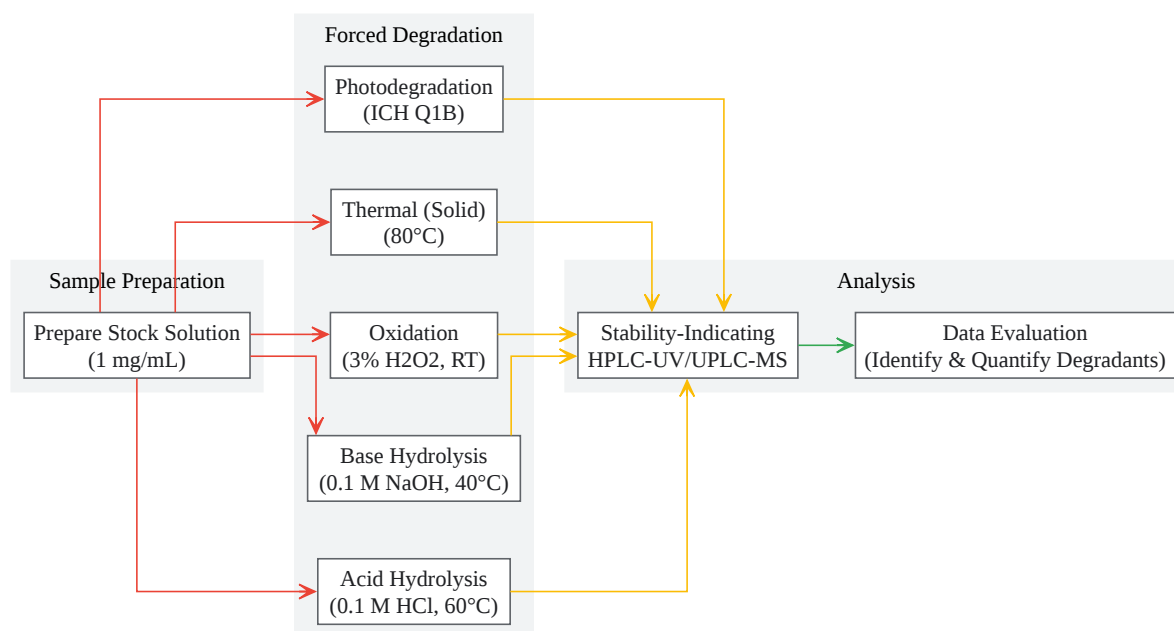 Forced Degradation
Photodegradation
(ICH Q1B)
Thermal (Solid)
(80°C)
Sample Preparation
Prepare Stock Solution
(1 mg/mL)
Oxidation
(3% H2O2, RT)
Base Hydrolysis
(0.1 M NaOH, 40°C)
Acid Hydrolysis
(0.1 M HCl, 60°C)
Analysis
Stability-Indicating
HPLC-UV/UPLC-MS
Data Evaluation
(Identify & Quantify Degradants)